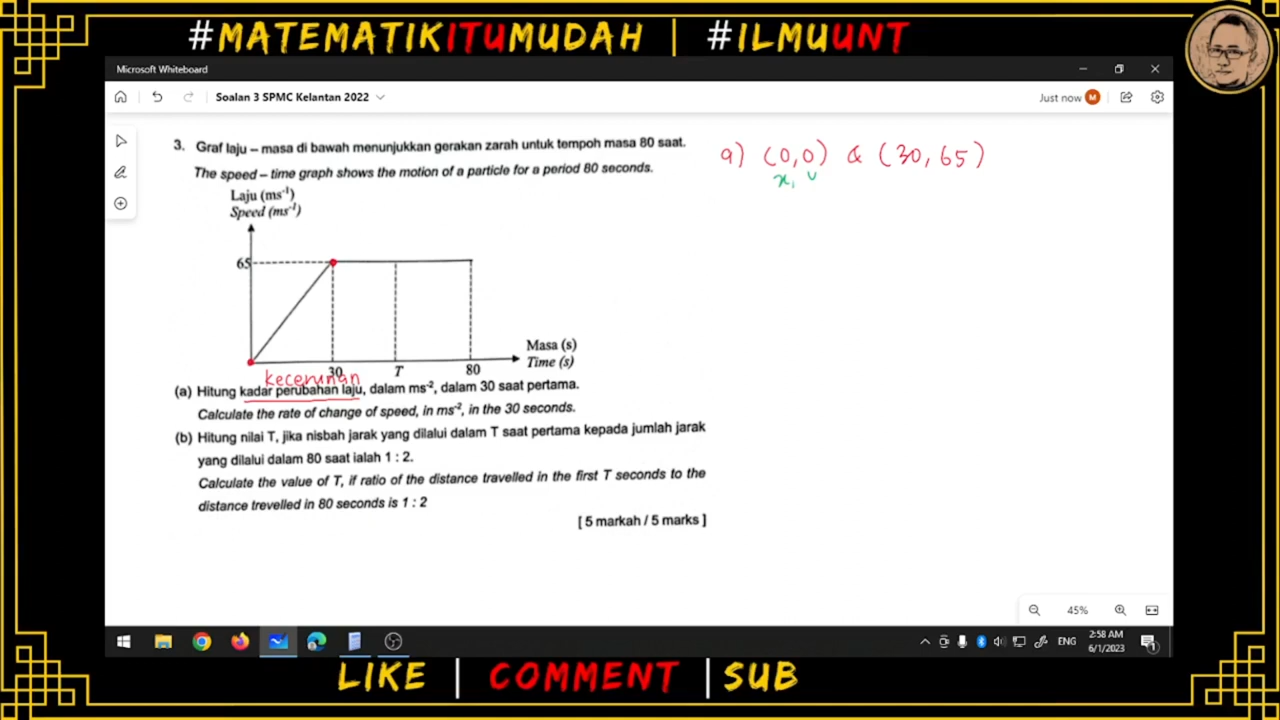 #MATEMATIKITUMUDAH | #ILMUUNT
Microsoft Whiteboard
Soalan 3 SPMC Kelantan 2022
Just now M
3. Graf laju – masa di bawah menunjukkan gerakan zarah untuk tempoh masa 80 saat.
The speed – time graph shows the motion of a particle for a period 80 seconds.
a) (0,0) & (30,65)
x,
Laju (ms⁻¹)
Speed (ms⁻¹)
65
Masa (s)
Time (s)
30 T 80
kecerunan
(a) Hitung kadar perubahan laju, dalam ms⁻², dalam 30 saat pertama.
Calculate the rate of change of speed, in ms⁻², in the 30 seconds.
(b) Hitung nilai T, jika nisbah jarak yang dilalui dalam T saat pertama kepada jumlah jarak
yang dilalui dalam 80 saat ialah 1 : 2.
Calculate the value of T, if ratio of the distance travelled in the first T seconds to the
distance trevelled in 80 seconds is 1 : 2
[ 5 markah / 5 marks ]
45%
ENG
2:58 AM
6/1/2023
1
LIKE | COMMENT | SUB